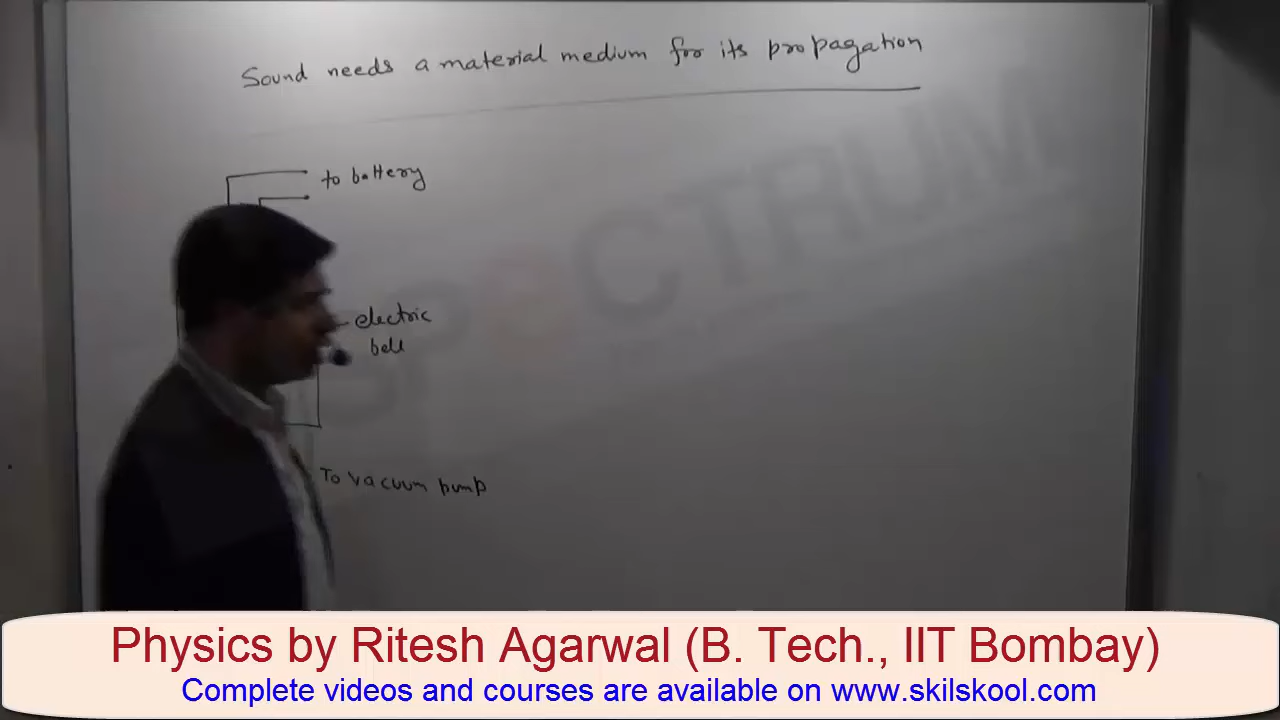 Sound needs a material medium for its propagation
to battery
electric
bell
To vacuum pump
SPECTRUM
Physics by Ritesh Agarwal (B. Tech., IIT Bombay)
Complete videos and courses are available on www.skilskool.com